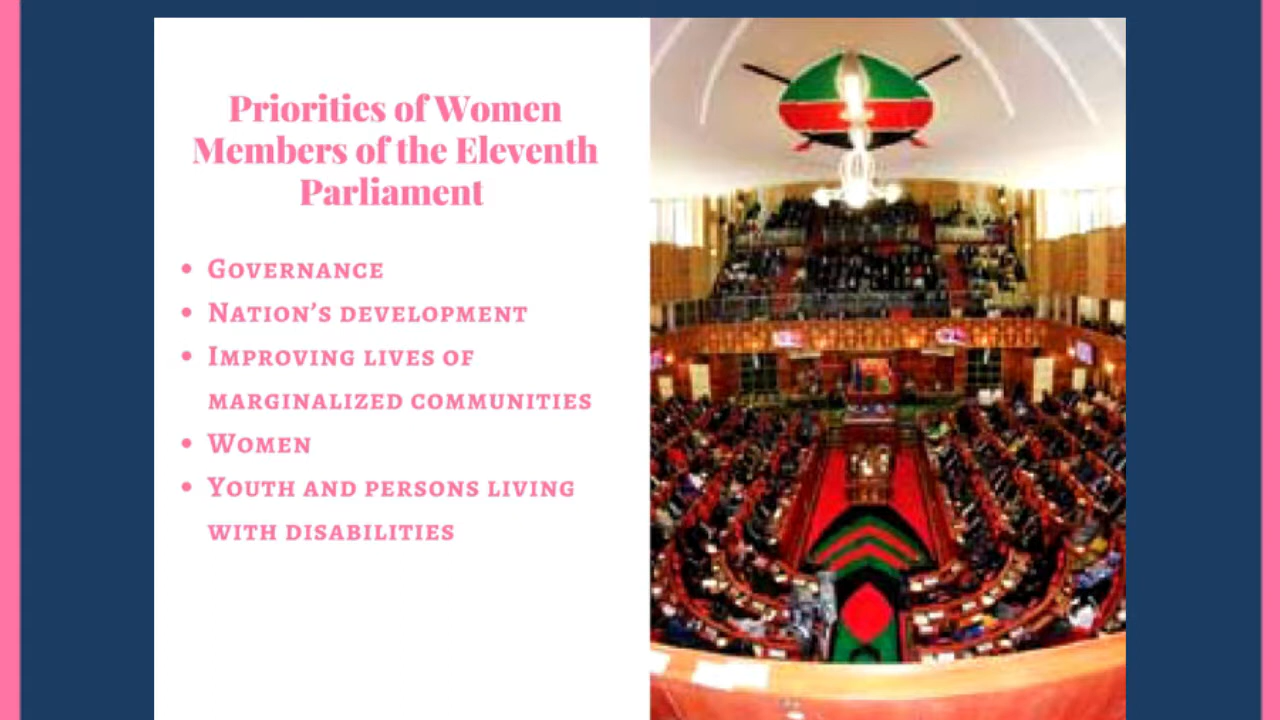 Priorities of Women
Members of the Eleventh
Parliament
• Governance
• Nation’s development
• Improving lives of
marginalized communities
• Women
• Youth and persons living
with disabilities